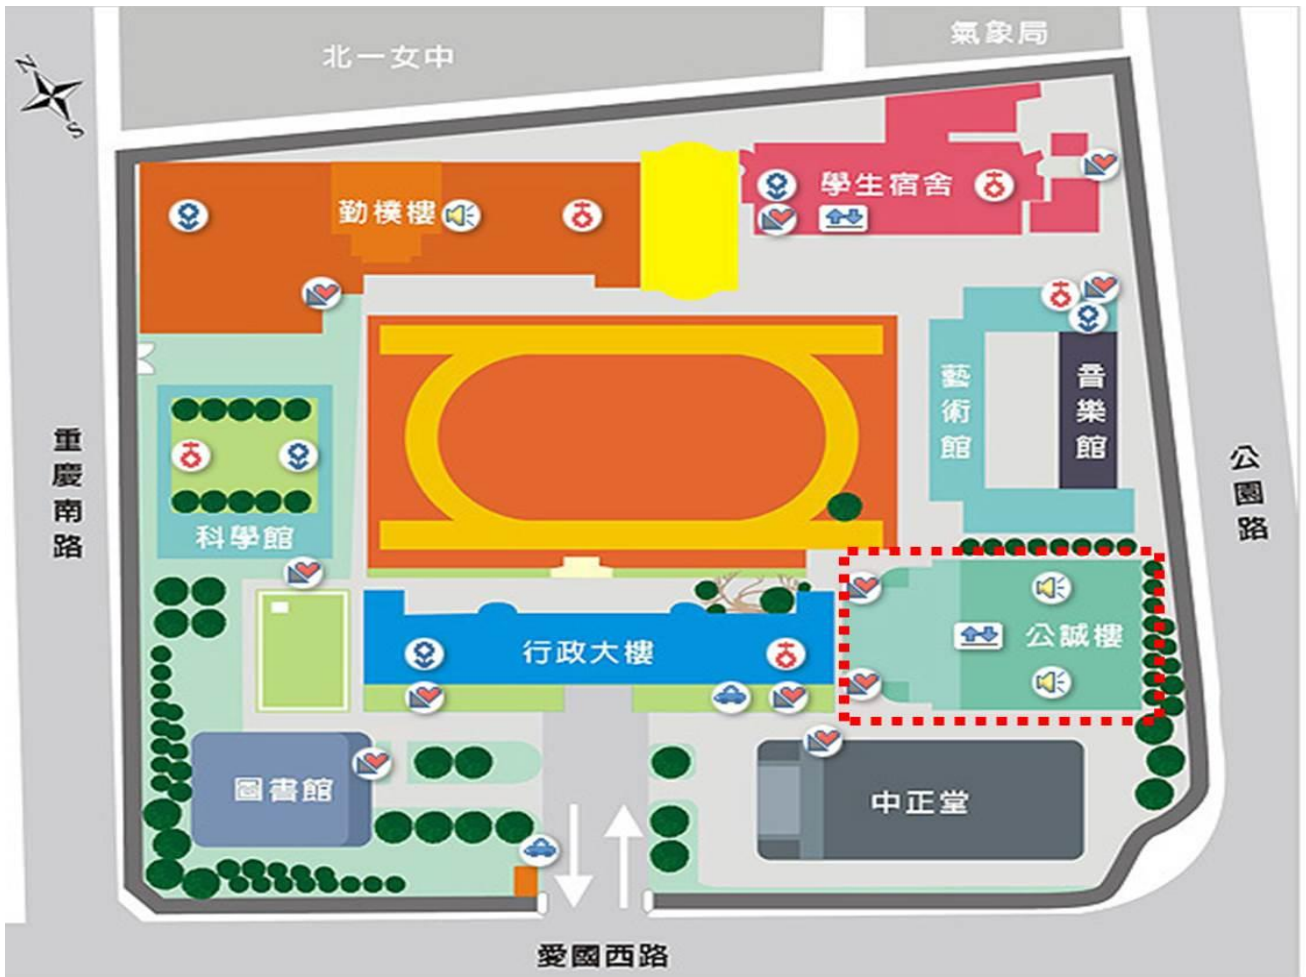 北一女中
氣象局
N
S
勤樸樓
學生宿舍
藝術館
音樂館
重慶南路
公園路
科學館
行政大樓
公誠樓
圖書館
中正堂
愛國西路